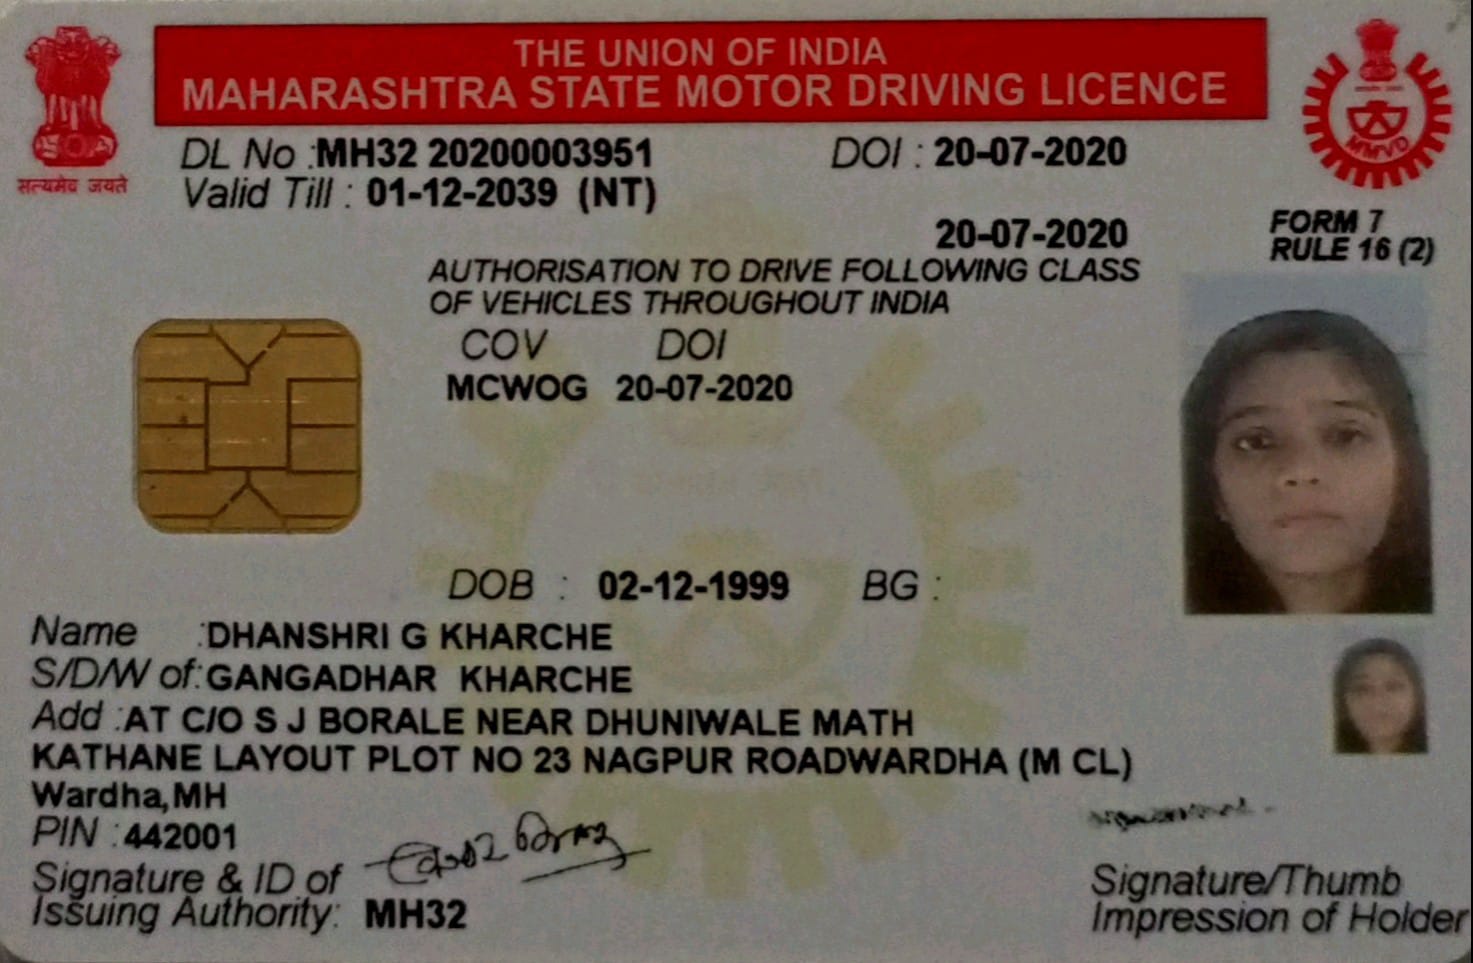 THE UNION OF INDIA
MAHARASHTRA STATE MOTOR DRIVING LICENCE
सत्यमेव जयते
MMVD
DL No :MH32 20200003951 DOI : 20-07-2020
Valid Till : 01-12-2039 (NT)
20-07-2020
FORM 7
RULE 16 (2)
AUTHORISATION TO DRIVE FOLLOWING CLASS
OF VEHICLES THROUGHOUT INDIA
COV DOI
MCWOG 20-07-2020
DOB : 02-12-1999 BG :
Name :DHANSHRI G KHARCHE
S/D/W of:GANGADHAR KHARCHE
Add :AT C/O S J BORALE NEAR DHUNIWALE MATH
KATHANE LAYOUT PLOT NO 23 NAGPUR ROADWARDHA (M CL)
Wardha,MH
PIN :442001
Signature & ID of
Issuing Authority: MH32
Signature/Thumb
Impression of Holder